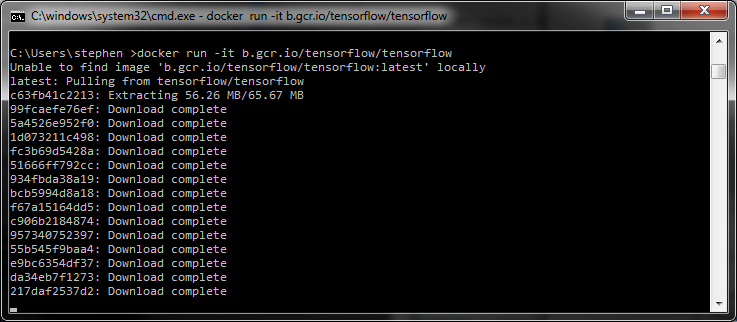 C:\windows\system32\cmd.exe - docker run -it b.gcr.io/tensorflow/tensorflow
C:\Users\stephen >docker run -it b.gcr.io/tensorflow/tensorflow
Unable to find image 'b.gcr.io/tensorflow/tensorflow:latest' locally
latest: Pulling from tensorflow/tensorflow
c63fb41c2213: Extracting 56.26 MB/65.67 MB
99fcaefe76ef: Download complete
5a4526e952f0: Download complete
1d073211c498: Download complete
fc3b69d5428a: Download complete
51666ff792cc: Download complete
934fbda38a19: Download complete
bcb5994d8a18: Download complete
f67a15164dd5: Download complete
c906b2184874: Download complete
957340752397: Download complete
55b545f9baa4: Download complete
e9bc6354df37: Download complete
da34eb7f1273: Download complete
217daf2537d2: Download complete